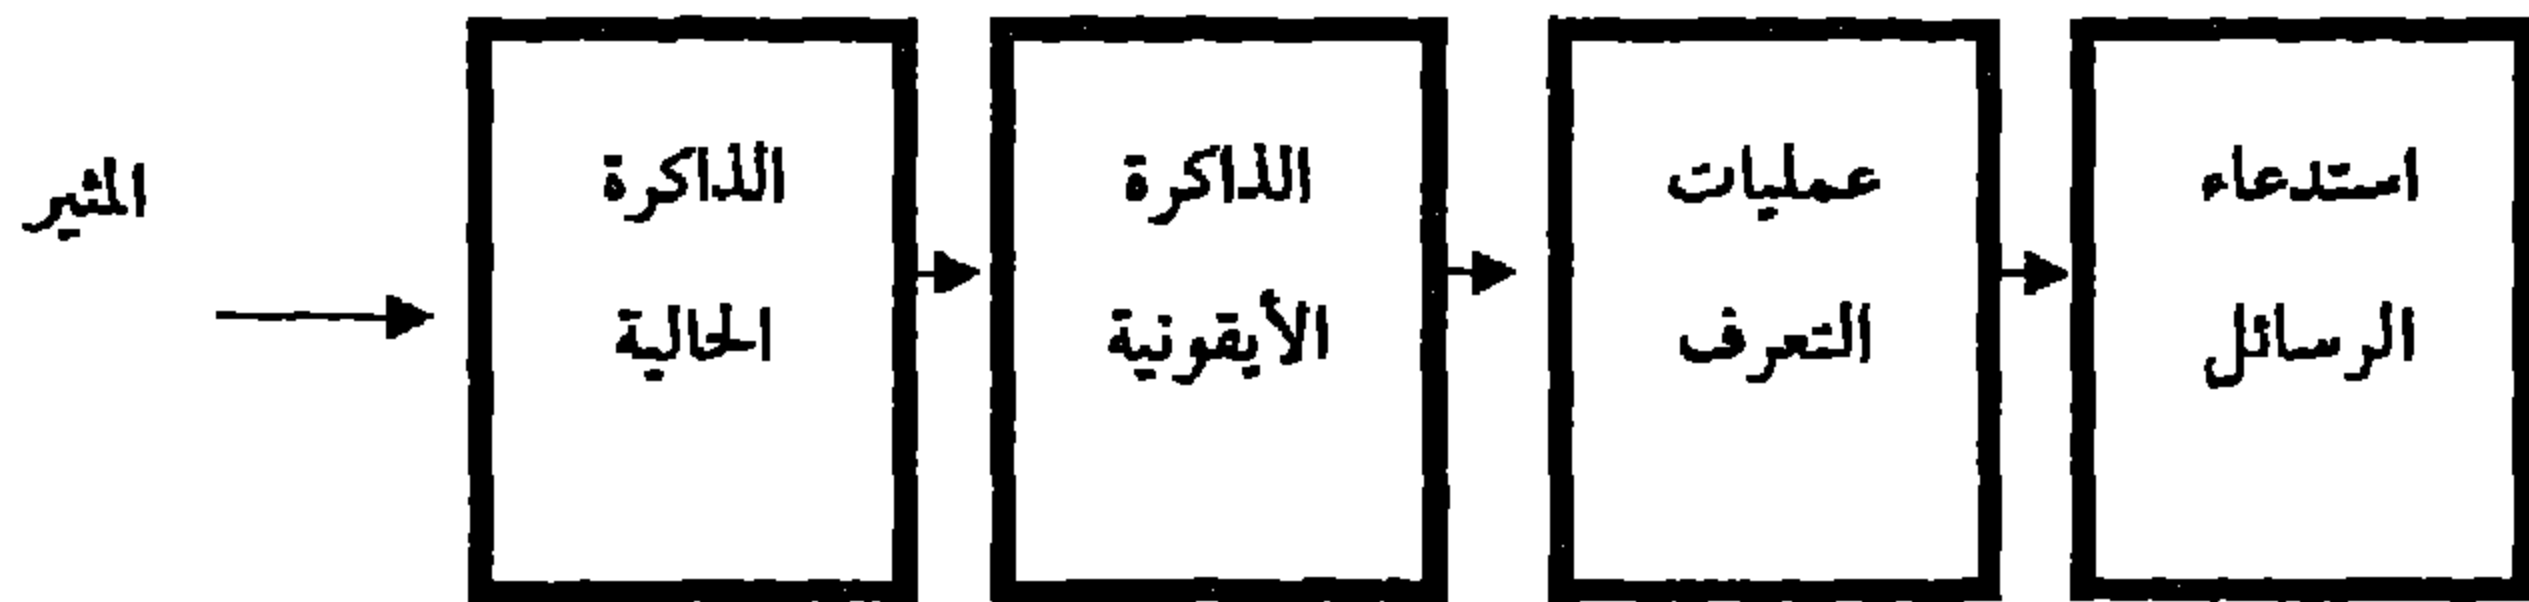 المثير
الذاكرة
الحالية
الذاكرة
الأيقونية
عمليات
التعرف
استدعاء
الرسائل